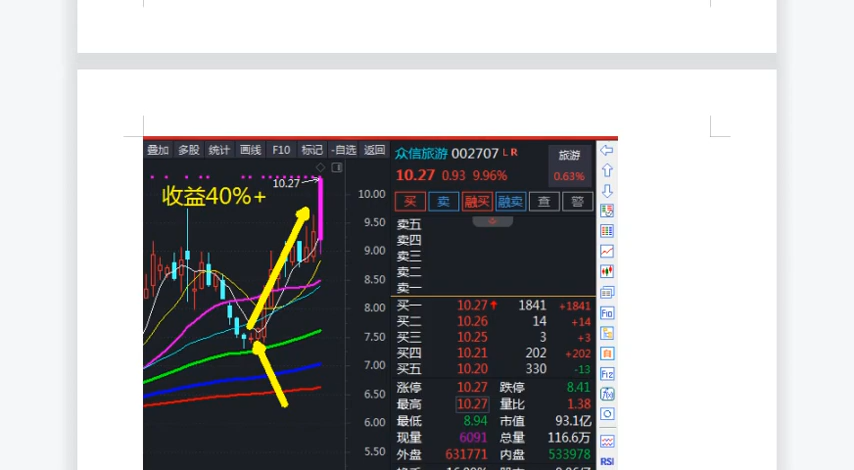 叠加 多股 统计 画线 F10 标记 -自选 返回
众信旅游 002707 L R
旅游
10.27 0.93 9.96%
0.63%
收益40%+
10.27
买 卖 融买 融卖 查 警
10.00
9.50
9.00
8.50
8.00
7.50
7.00
6.50
6.00
5.50
卖五
卖四
卖三
卖二
卖一
买一 10.27 1841 +1841
买二 10.26 14 +14
买三 10.25 3 +3
买四 10.21 202 +202
买五 10.20 330 -13
涨停 10.27 跌停 8.41
最高 10.27 量比 1.38
最低 8.94 市值 93.1亿
现量 6091 总量 116.6万
外盘 631771 内盘 533978
F10
F12
f(x)
RSI